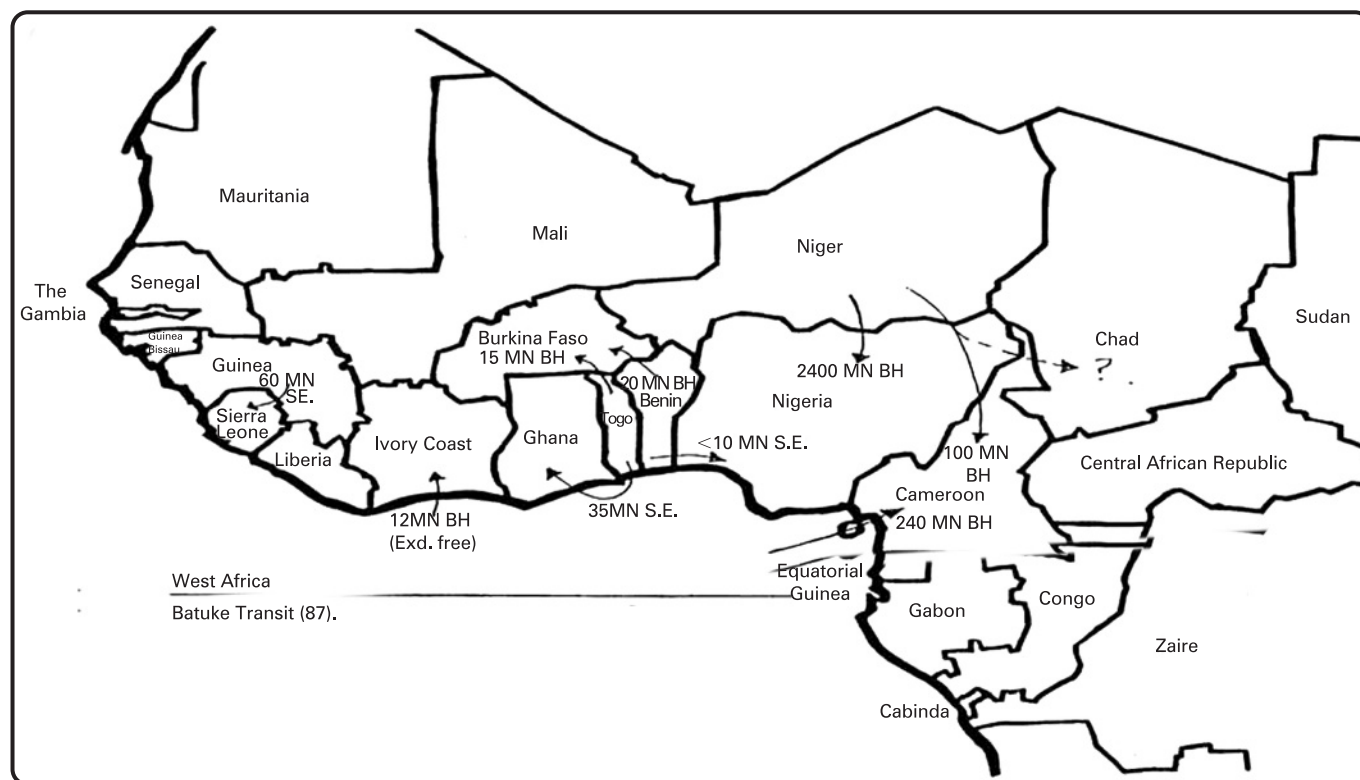 Mauritania
Mali
Niger
Senegal
The
Gambia
Sudan
Chad
?
Guinea
Bissau
Burkina Faso
15 MN BH
Guinea
60 MN
SE.
2400 MN BH
20 MN BH
Benin
Nigeria
Togo
Sierra
Leone
Ivory Coast
Ghana
<10 MN S.E.
Liberia
100 MN
BH
Central African Republic
Cameroon
240 MN BH
35MN S.E.
12MN BH
(Exd. free)
Equatorial
Guinea
West Africa
Batuke Transit (87).
Gabon
Congo
Zaire
Cabinda